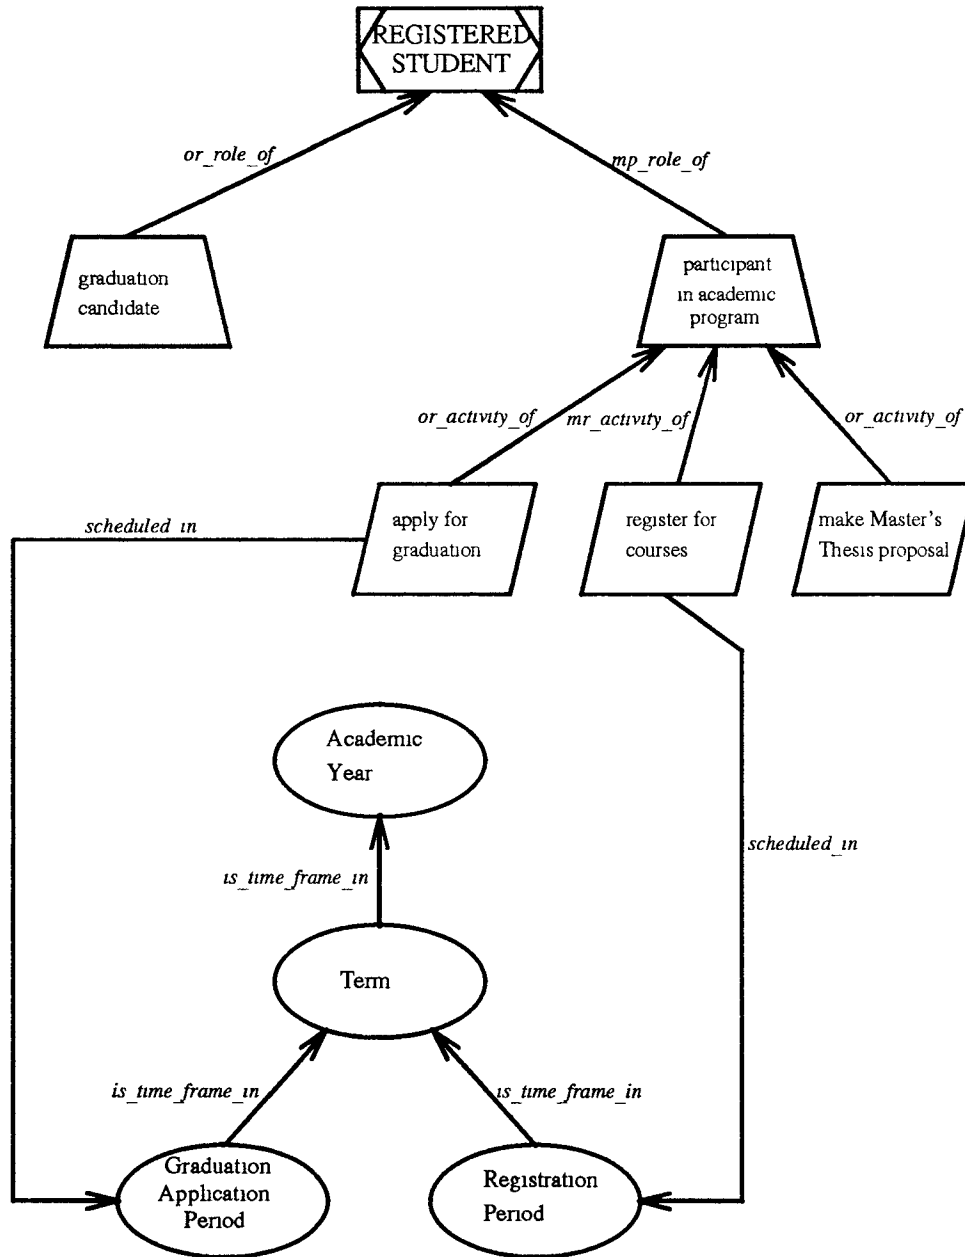 REGISTERED
STUDENT
or_role_of
mp_role_of
graduation
candidate
participant
in academic
program
or_activity_of
mr_activity_of
or_activity_of
scheduled in
apply for
graduation
register for
courses
make Master's
Thesis proposal
Academic
Year
scheduled_in
is_time_frame_in
Term
is_time_frame_in
is_time_frame_in
Graduation
Application
Period
Registration
Period